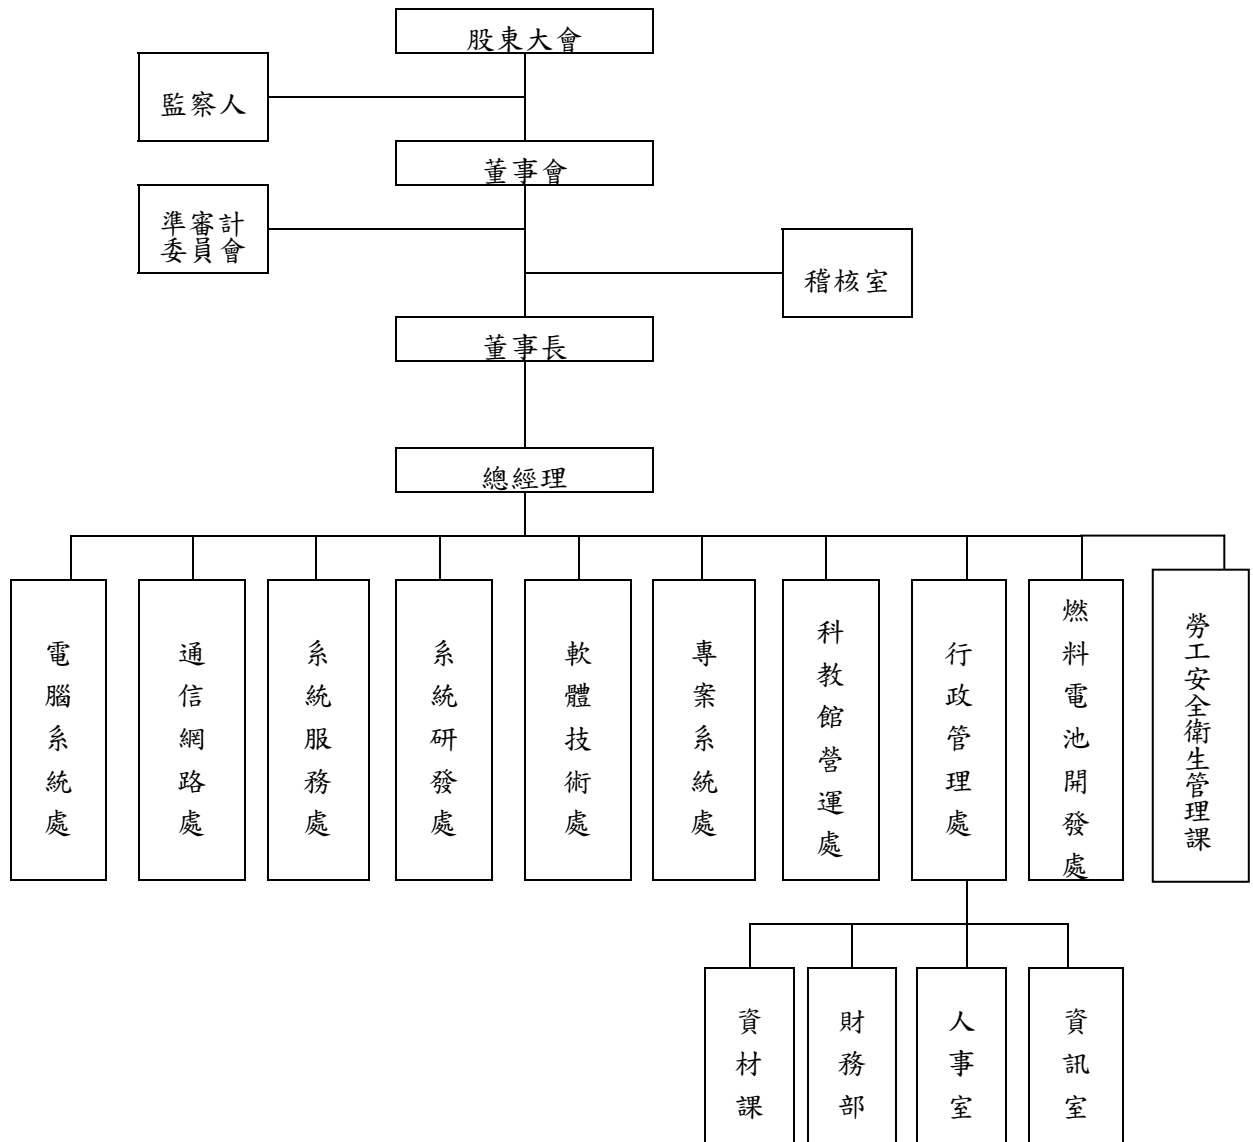 股東大會
監察人
董事會
準審計
委員會
稽核室
董事長
總經理
電腦系統處
通信網路處
系統服務處
系統研發處
軟體技術處
專案系統處
科教館營運處
行政管理處
燃料電池開發處
勞工安全衛生管理課
資材課
財務部
人事室
資訊室